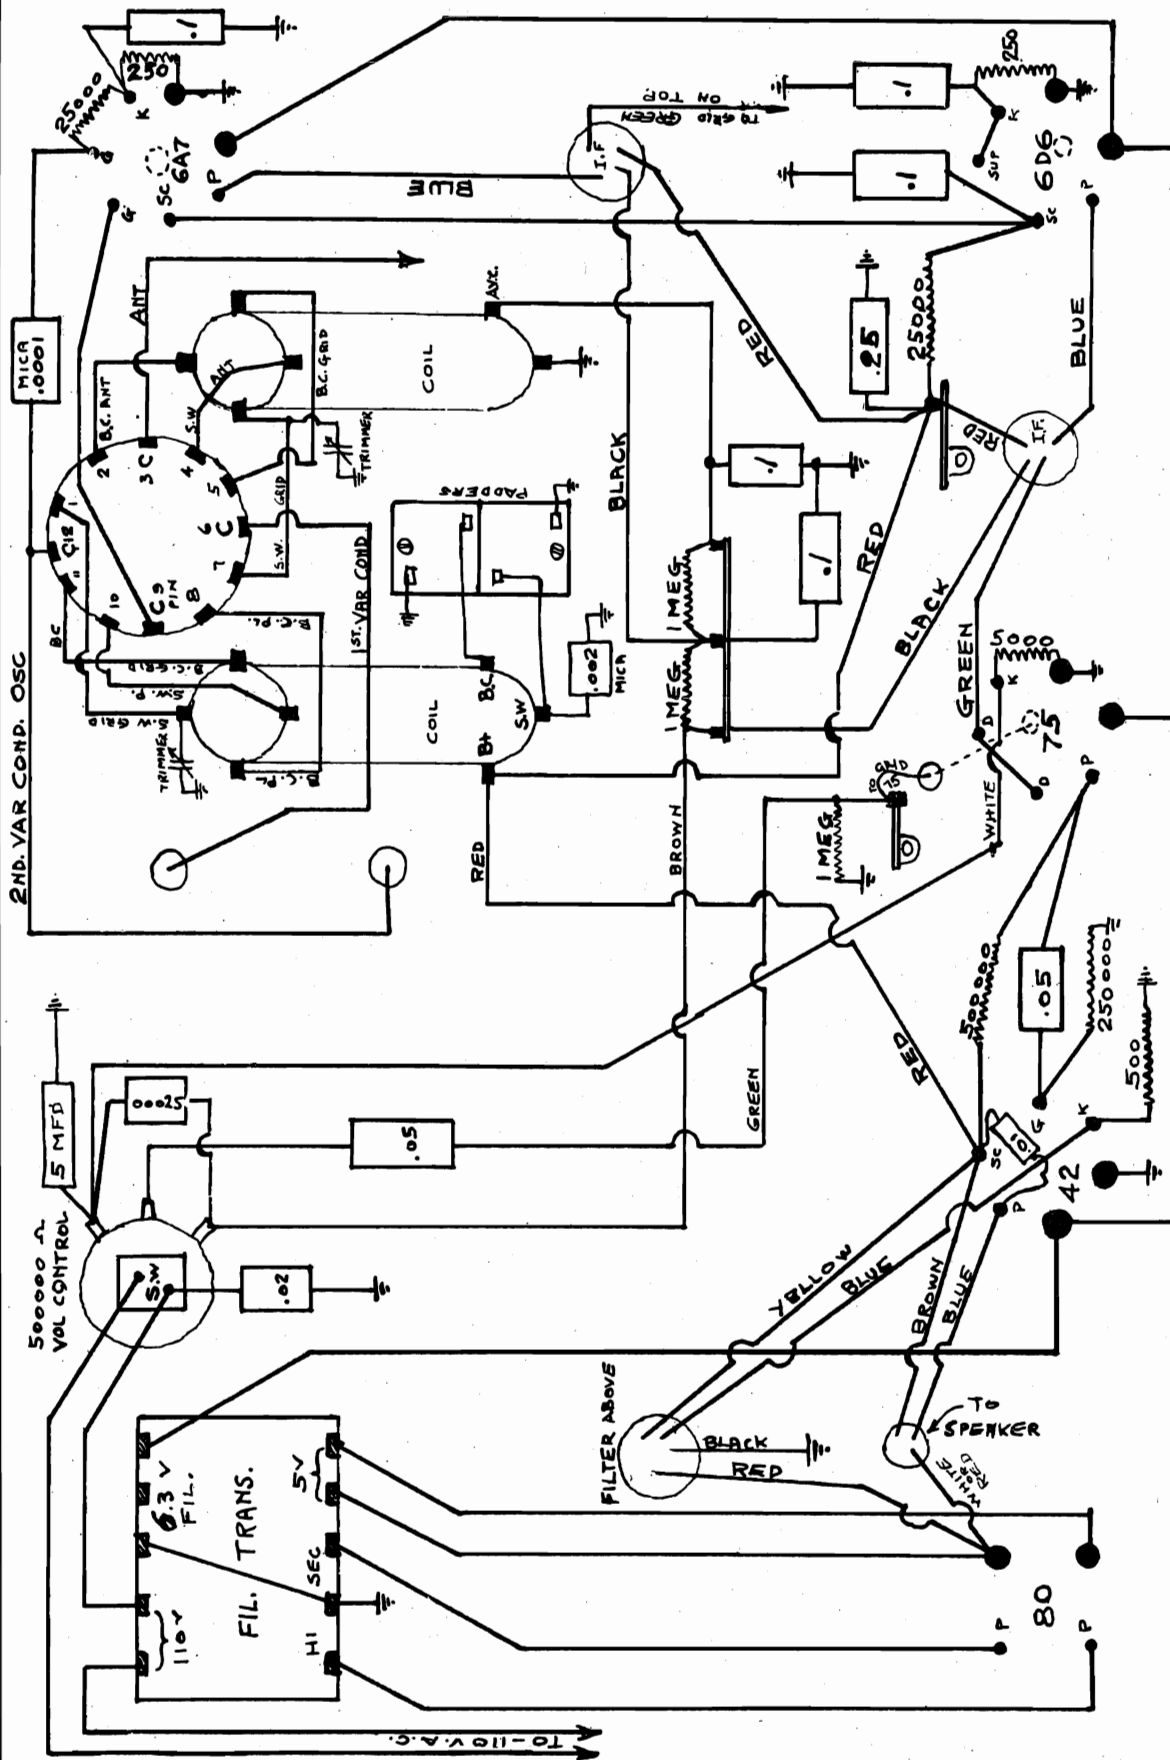 .1
250
25000
K
G
6A7
Sc
P
G
BLUE
I.F
TO GRID GREEN
ON TOP
.1
250
K
SUP
.1
6D6
Sc
P
MICA
.0001
2ND. VAR COND. OSC
ANT
B.C. ANT
S.W
ANT
B.C. GRID
COIL
A.V.C.
TRIMMER
1
2
3 C
4
5
6
C
7
8
C 9
PIN
10
11
C12
S.W. GRID
1ST. VAR COND
BC
B.C. GRID
S.W. P.
S.W GRID
B.C. PL.
B.C. PL
TRIMMER
COIL
B.C
S.W
B+
PADDERS
.002
MICA
BLACK
RED
.25
25000
RED
BLUE
I.F.
.1
.1
1 MEG
1 MEG
RED
BLACK
GREEN
5000
K
D
D
75
P
WHITE
TO 75
GND
1 MEG
RED
BROWN
GREEN
RED
500000
.05
250000
500
5 MFD
.00025
500000 Ω
VOL CONTROL
S.W
.02
.05
Sc
.01
G
K
42
P
YELLOW
BLUE
BROWN
BLUE
FILTER ABOVE
BLACK
RED
TO
SPEAKER
WHITE
OR
RED
6.3 V
FIL.
5V
FIL. TRANS.
110V
HI
SEC
80
P
P
TO-110 V.A.C.